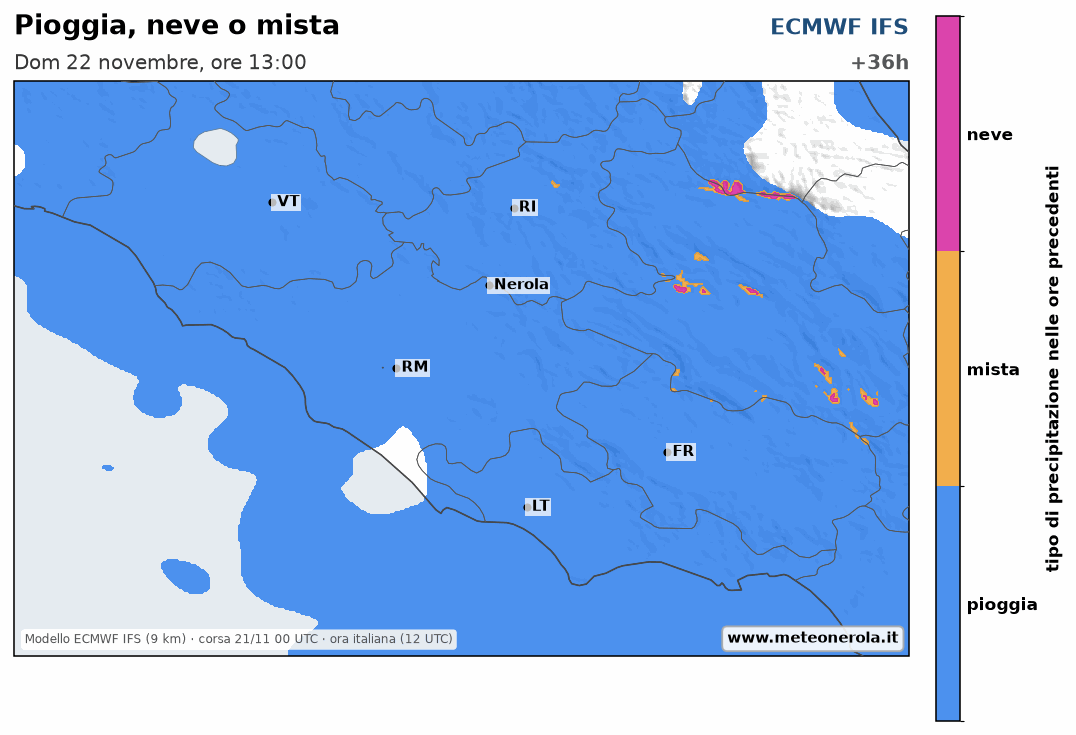 Pioggia, neve o mista
ECMWF IFS
Dom 22 novembre, ore 13:00
+36h
neve
mista
pioggia
tipo di precipitazione nelle ore precedenti
VT
RI
Nerola
RM
FR
LT
Modello ECMWF IFS (9 km) · corsa 21/11 00 UTC · ora italiana (12 UTC)
www.meteonerola.it